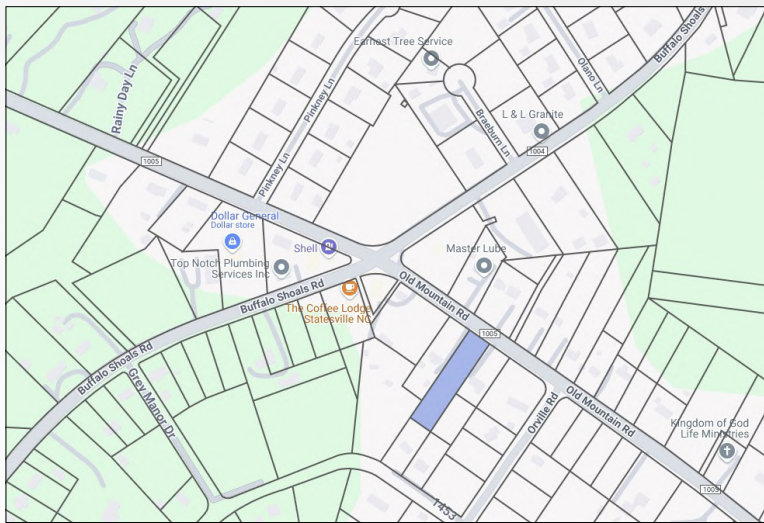 Earnest Tree Service
Buffalo Shoals
Olano Ln
Rainy Day Ln
Pinkney Ln
L & L Granite
Braeburn Ln
1004
1005
Pinkney Ln
Dollar General
Dollar store
Shell
Master Lube
Top Notch Plumbing
Services Inc
Buffalo Shoals Rd
Old Mountain Rd
The Coffee Lodge
Statesville NC
1005
Buffalo Shoals Rd
Grey Manor Dr
Orville Rd
Old Mountain Rd
Kingdom of God
Life Ministries
1005
1453